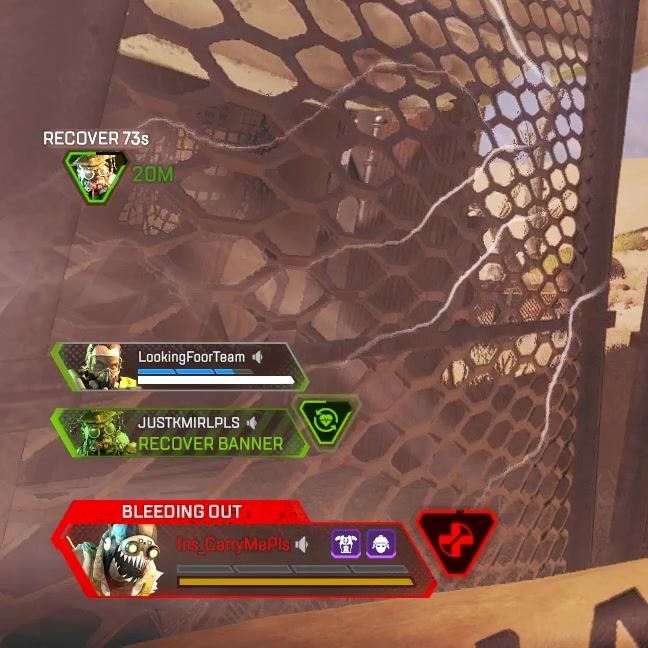 RECOVER 73s
20M
LookingFoorTeam
JUSTKMIRLPLS
RECOVER BANNER
BLEEDING OUT
Ins_CarryMePls